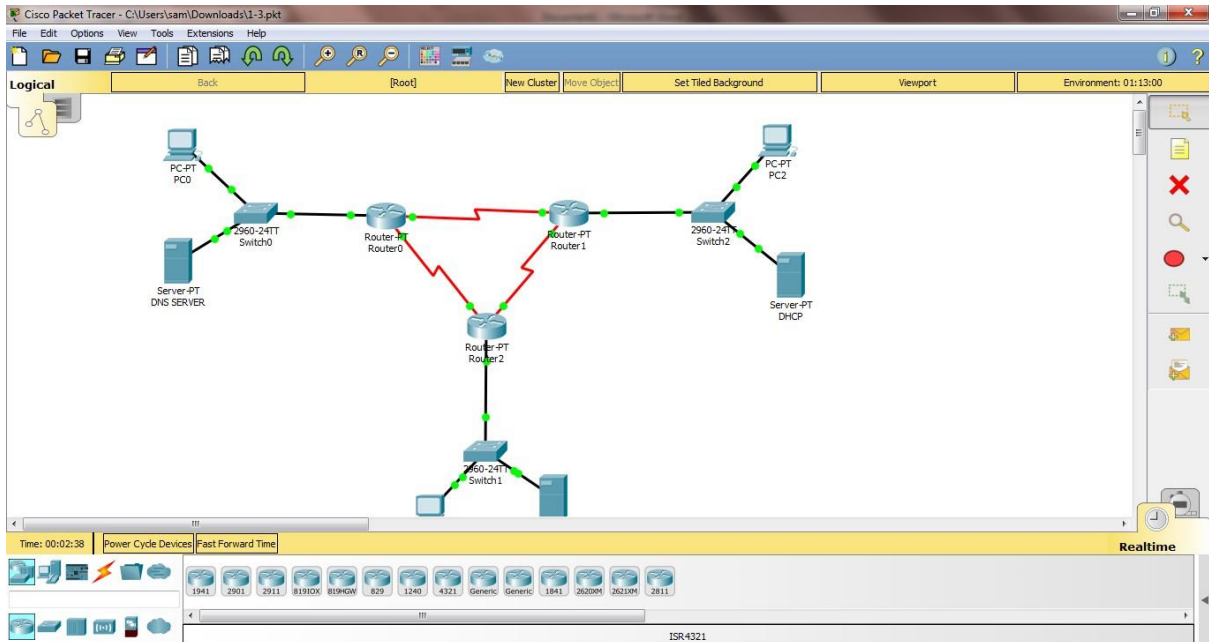 Cisco Packet Tracer - C:\Users\sam\Downloads\1-3.pkt
File Edit Options View Tools Extensions Help
Logical Back [Root] New Cluster Move Object Set Tiled Background Viewport Environment: 01:13:00
PC-PT
PC0
2960-24TT
Switch0
Server-PT
DNS SERVER
Router-PT
Router0
Router-PT
Router1
PC-PT
PC2
2960-24TT
Switch2
Server-PT
DHCP
Router-PT
Router2
2960-24TT
Switch1
Time: 00:02:38 Power Cycle Devices Fast Forward Time Realtime
1941 2901 2911 819IOX 819HGW 829 1240 4321 Generic Generic 1841 2620XM 2621XM 2811
ISR4321